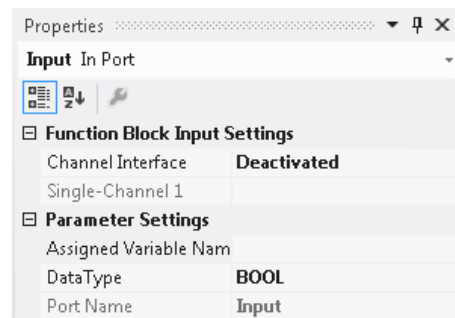 Properties
Input In Port
Function Block Input Settings
Channel Interface Deactivated
Single-Channel 1
Parameter Settings
Assigned Variable Nam
DataType BOOL
Port Name Input